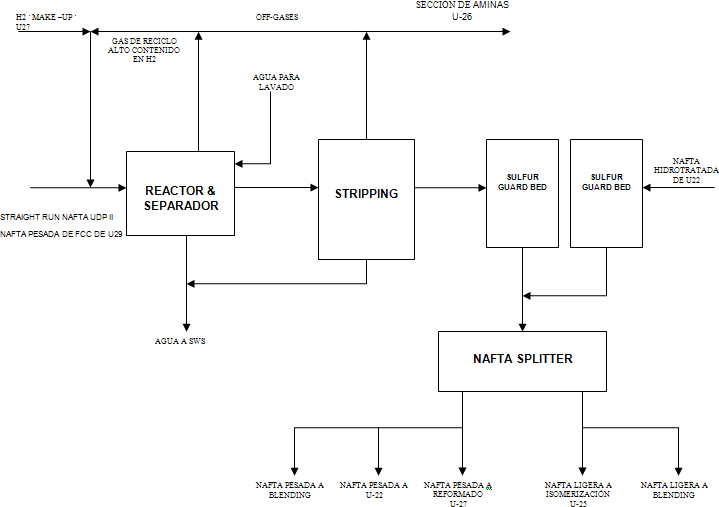 SECCION DE AMINAS
U-26
H2 ' MAKE –UP '
U27
OFF-GASES
GAS DE RECICLO
ALTO CONTENIDO
EN H2
AGUA PARA
LAVADO
REACTOR &
SEPARADOR
STRIPPING
SULFUR
GUARD BED
SULFUR
GUARD BED
NAFTA
HIDROTRATADA
DE U22
STRAIGHT RUN NAFTA UDP II
NAFTA PESADA DE FCC DE U29
AGUA A SWS
NAFTA SPLITTER
NAFTA PESADA A
BLENDING
NAFTA PESADA A
U-22
NAFTA PESADA A
REFORMADO
U-27
NAFTA LIGERA A
ISOMERIZACIÓN
U-25
NAFTA LIGERA A
BLENDING